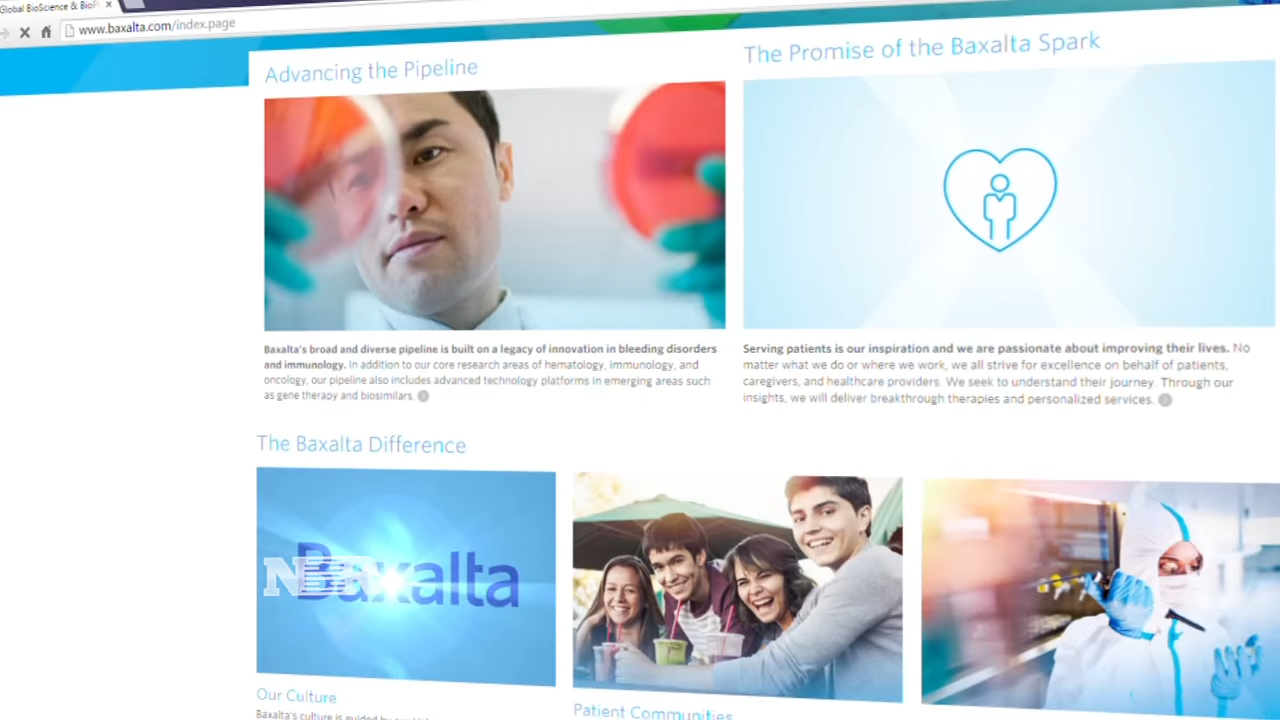 Global BioScience & BioP
www.baxalta.com/index.page
Advancing the Pipeline
The Promise of the Baxalta Spark
Baxalta's broad and diverse pipeline is built on a legacy of innovation in bleeding disorders
and immunology. In addition to our core research areas of hematology, immunology, and
oncology, our pipeline also includes advanced technology platforms in emerging areas such
as gene therapy and biosimilars.
Serving patients is our inspiration and we are passionate about improving their lives. No
matter what we do or where we work, we all strive for excellence on behalf of patients,
caregivers, and healthcare providers. We seek to understand their journey. Through our
insights, we will deliver breakthrough therapies and personalized services.
The Baxalta Difference
Baxalta
Our Culture
Patient Communities
Baxalta's culture is guided by